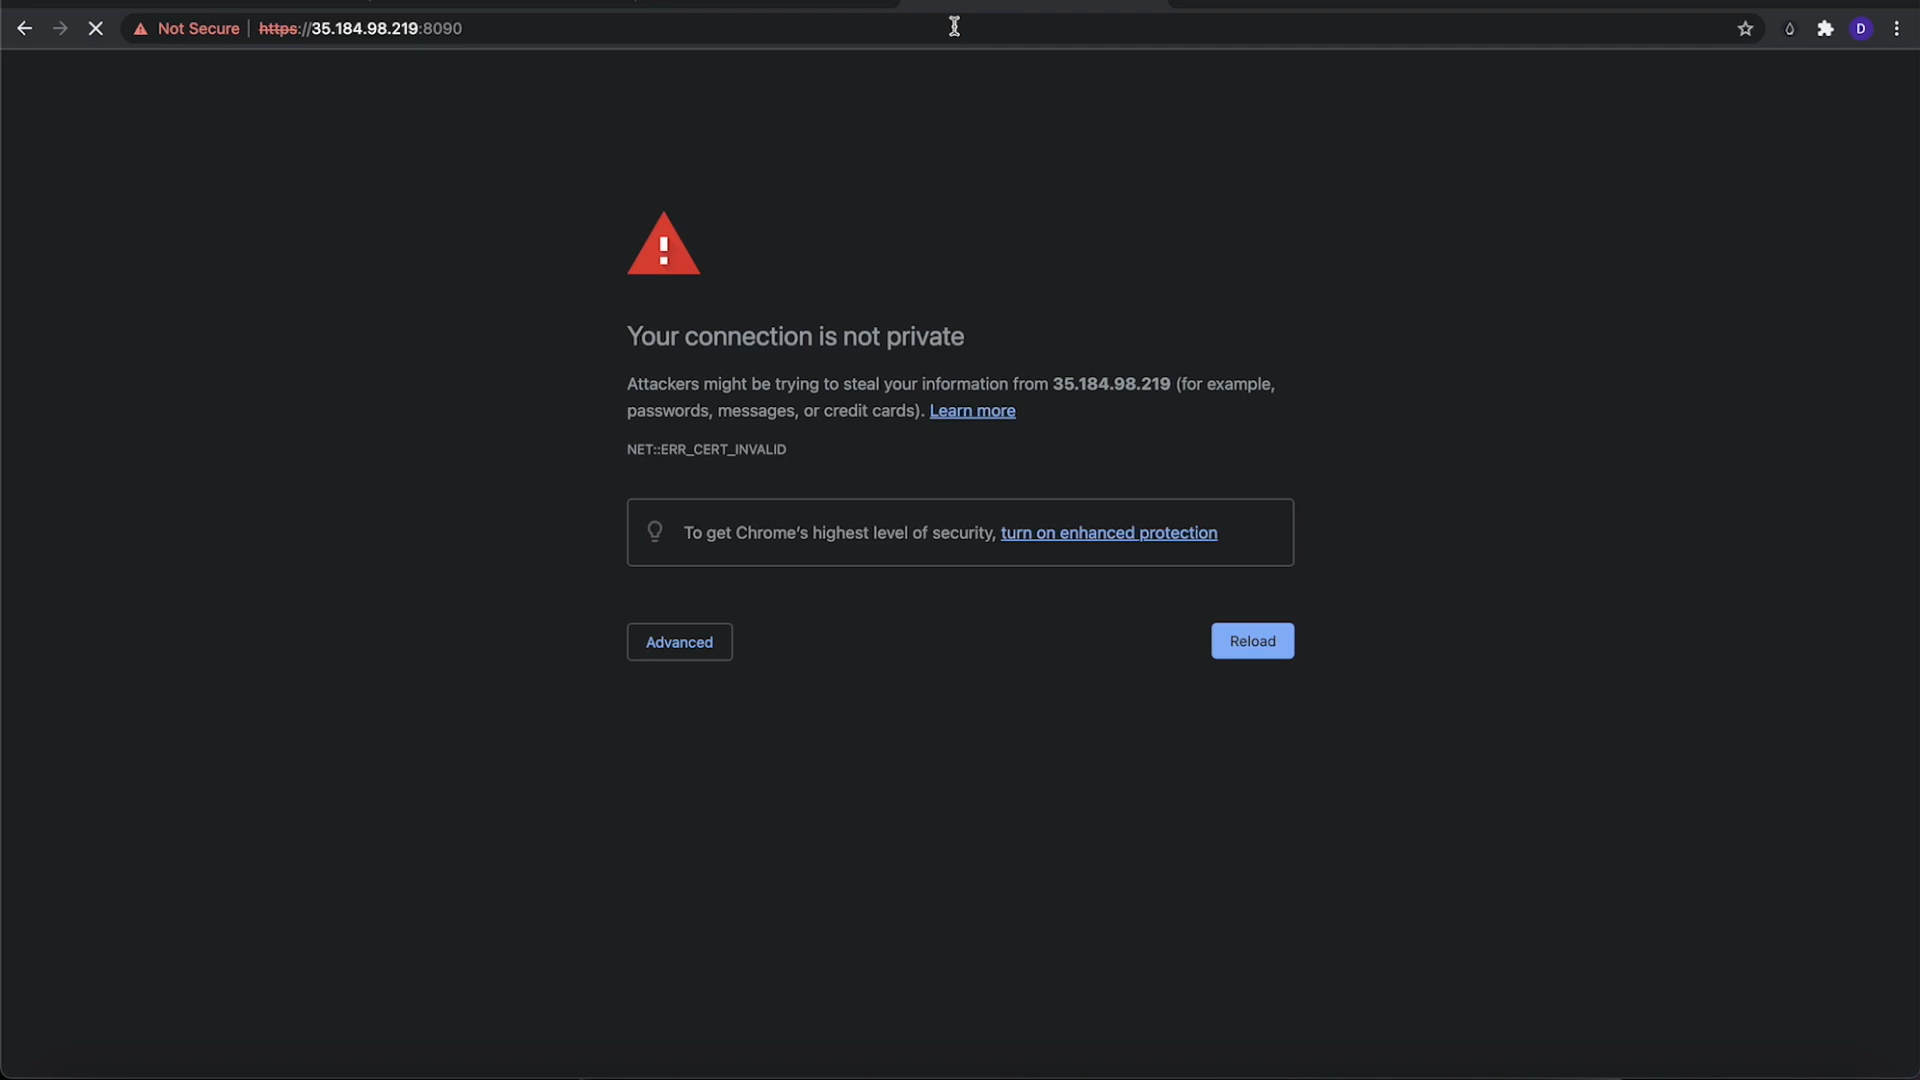 Not Secure https://35.184.98.219:8090 D
Your connection is not private
Attackers might be trying to steal your information from 35.184.98.219 (for example,
passwords, messages, or credit cards). Learn more
NET::ERR_CERT_INVALID
To get Chrome's highest level of security, turn on enhanced protection
Advanced Reload